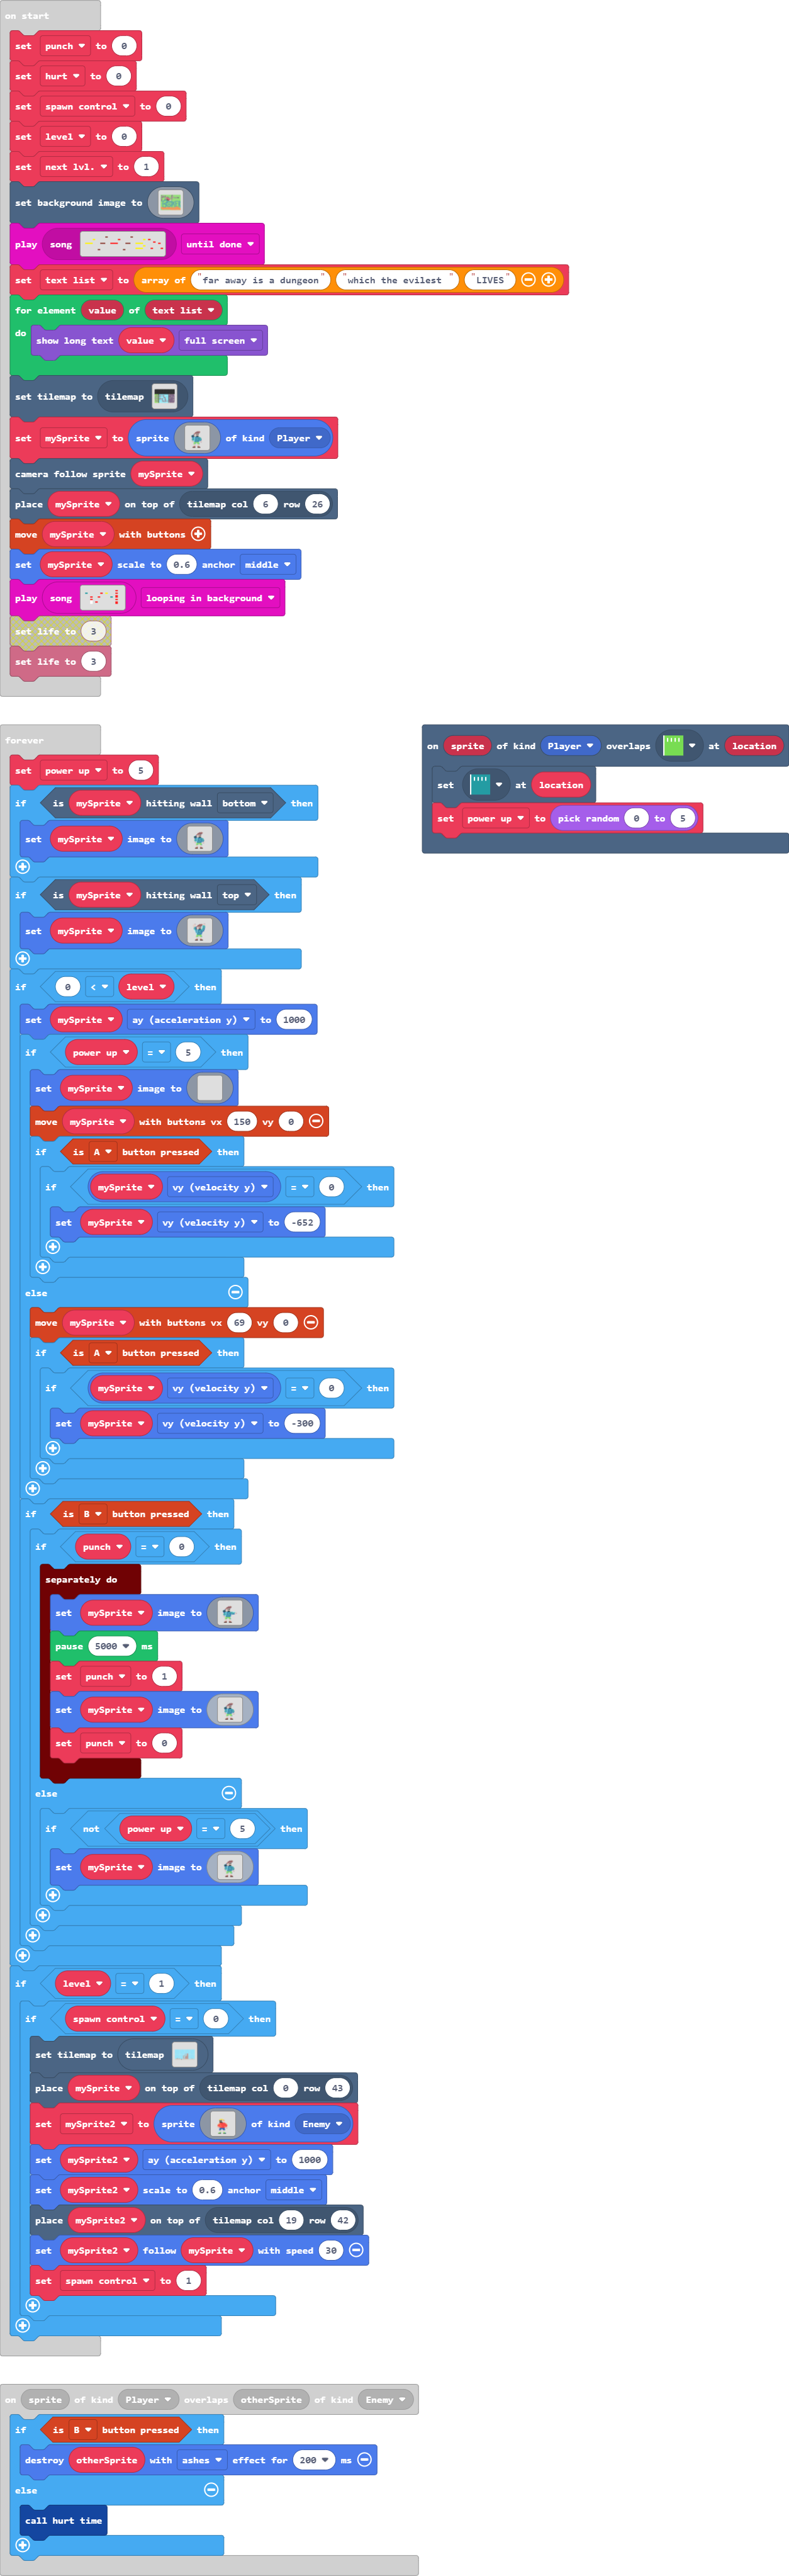 on start
set punch to 0
set hurt to 0
set spawn control to 0
set level to 0
set next lvl. to 1
set background image to
play song until done
set text list to array of "far away is a dungeon" "which the evilest " "LIVES"
for element value of text list
do
show long text value full screen
set tilemap to tilemap
set mySprite to sprite of kind Player
camera follow sprite mySprite
place mySprite on top of tilemap col 6 row 26
move mySprite with buttons
set mySprite scale to 0.6 anchor middle
play song looping in background
set life to 3
set life to 3
forever
set power up to 5
if is mySprite hitting wall bottom then
set mySprite image to
if is mySprite hitting wall top then
set mySprite image to
if 0 < level then
set mySprite ay (acceleration y) to 1000
if power up = 5 then
set mySprite image to
move mySprite with buttons vx 150 vy 0
if is A button pressed then
if mySprite vy (velocity y) = 0 then
set mySprite vy (velocity y) to -652
else
move mySprite with buttons vx 69 vy 0
if is A button pressed then
if mySprite vy (velocity y) = 0 then
set mySprite vy (velocity y) to -300
if is B button pressed then
if punch = 0 then
separately do
set mySprite image to
pause 5000 ms
set punch to 1
set mySprite image to
set punch to 0
else
if not power up = 5 then
set mySprite image to
if level = 1 then
if spawn control = 0 then
set tilemap to tilemap
place mySprite on top of tilemap col 0 row 43
set mySprite2 to sprite of kind Enemy
set mySprite2 ay (acceleration y) to 1000
set mySprite2 scale to 0.6 anchor middle
place mySprite2 on top of tilemap col 19 row 42
set mySprite2 follow mySprite with speed 30
set spawn control to 1
on sprite of kind Player overlaps at location
set at location
set power up to pick random 0 to 5
on sprite of kind Player overlaps otherSprite of kind Enemy
if is B button pressed then
destroy otherSprite with ashes effect for 200 ms
else
call hurt time